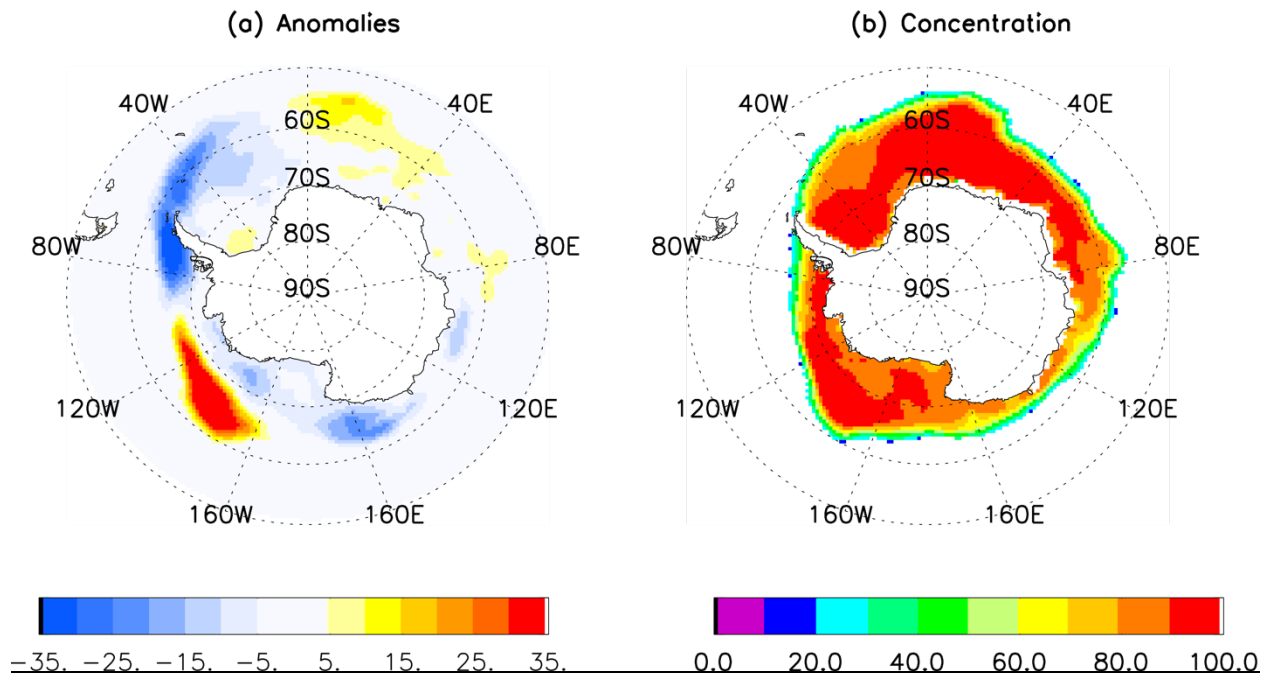 (a) Anomalies
(b) Concentration
40W 40E
60S
70S
80W 80S 80E
90S
120W 120E
160W 160E
40W 40E
60S
70S
80W 80S 80E
90S
120W 120E
160W 160E
-35. -25. -15. -5. 5. 15. 25. 35.
0.0 20.0 40.0 60.0 80.0 100.0